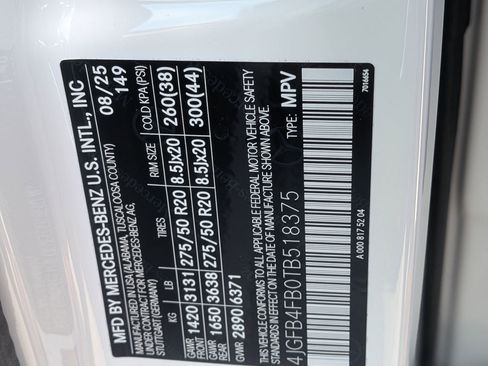 MFD BY MERCEDES-BENZ U.S. INTL., INC
MANUFACTURED IN USA (ALABAMA, TUSCALOOSA COUNTY)
MANUFACTURED FOR MERCEDES-BENZ AG,
STUTTGART (GERMANY)
08/25
149
KG LB TIRES RIM SIZE COLD KPA(PSI)
GAWR FRONT 1420 3131 275/50 R20 8.5Jx20 260(38)
GAWR REAR 1650 3638 275/50 R20 8.5Jx20 300(44)
GVWR 2890 6371
THIS VEHICLE CONFORMS TO ALL APPLICABLE FEDERAL MOTOR VEHICLE SAFETY
STANDARDS IN EFFECT ON THE DATE OF MANUFACTURE SHOWN ABOVE.
4JGFB4FB0TB518375 TYPE: MPV
A 000 817 52 04
7016654